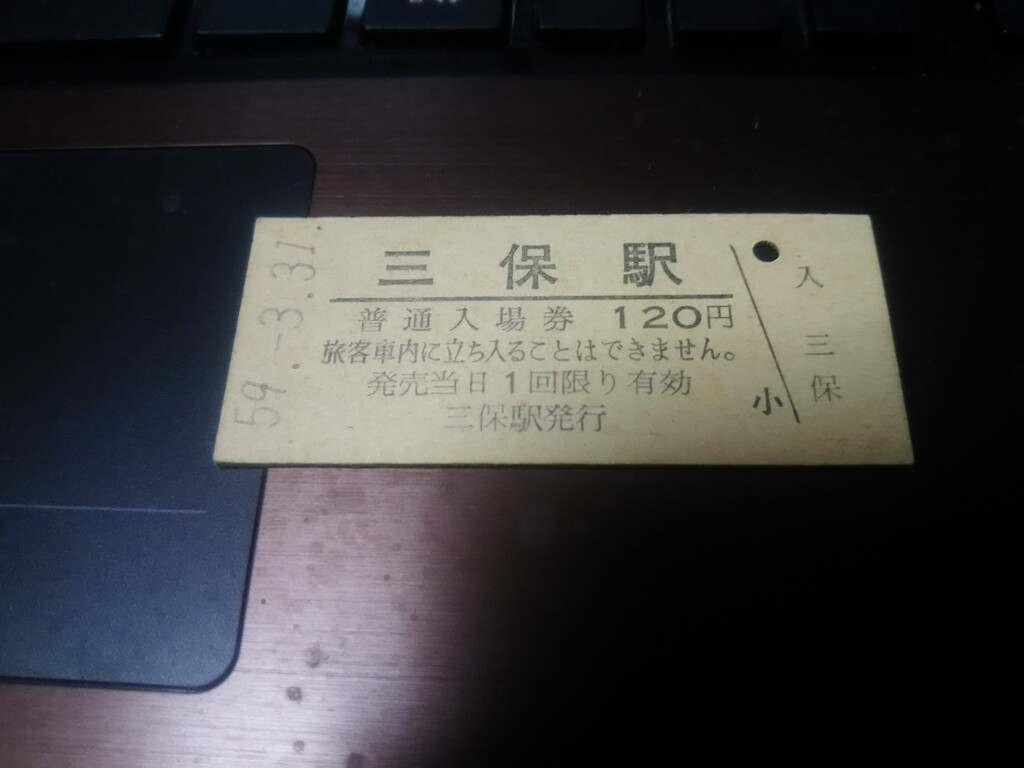 59.-3.31.
三保駅
普通入場券 120円
旅客車内に立ち入ることはできません。
発売当日1回限り有効
三保駅発行
小
入
三保